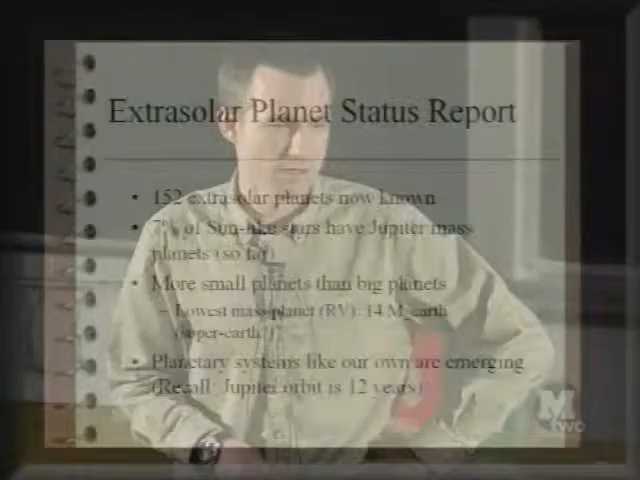 Extrasolar Planet Status Report
• 152 extrasolar planets now known
• 7% of Sun-like stars have Jupiter mass
planets (so far)
• More small planets than big planets
– Lowest mass planet (RV): 14 M_earth
(super-earth?)
• Planetary systems like our own are emerging
(Recall: Jupiter orbit is 12 years)
M
two